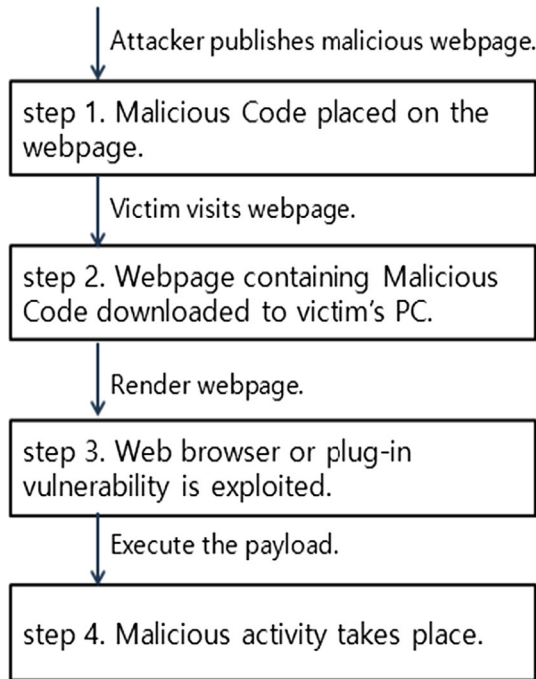 Attacker publishes malicious webpage.
step 1. Malicious Code placed on the
webpage.
Victim visits webpage.
step 2. Webpage containing Malicious
Code downloaded to victim's PC.
Render webpage.
step 3. Web browser or plug-in
vulnerability is exploited.
Execute the payload.
step 4. Malicious activity takes place.